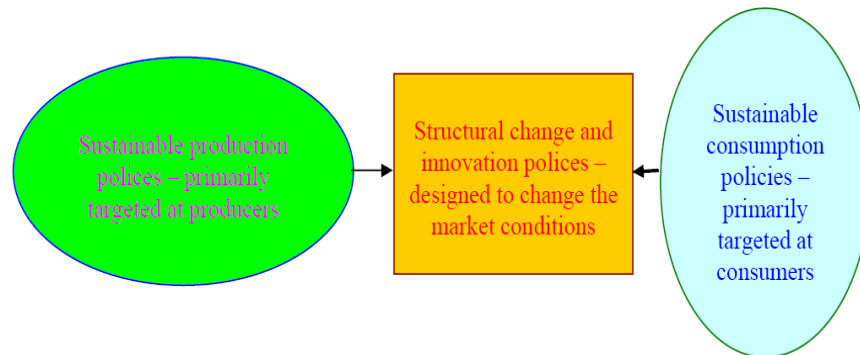 Sustainable production
polices – primarily
targeted at producers
Structural change and
innovation polices –
designed to change the
market conditions
Sustainable
consumption
policies –
primarily
targeted at
consumers